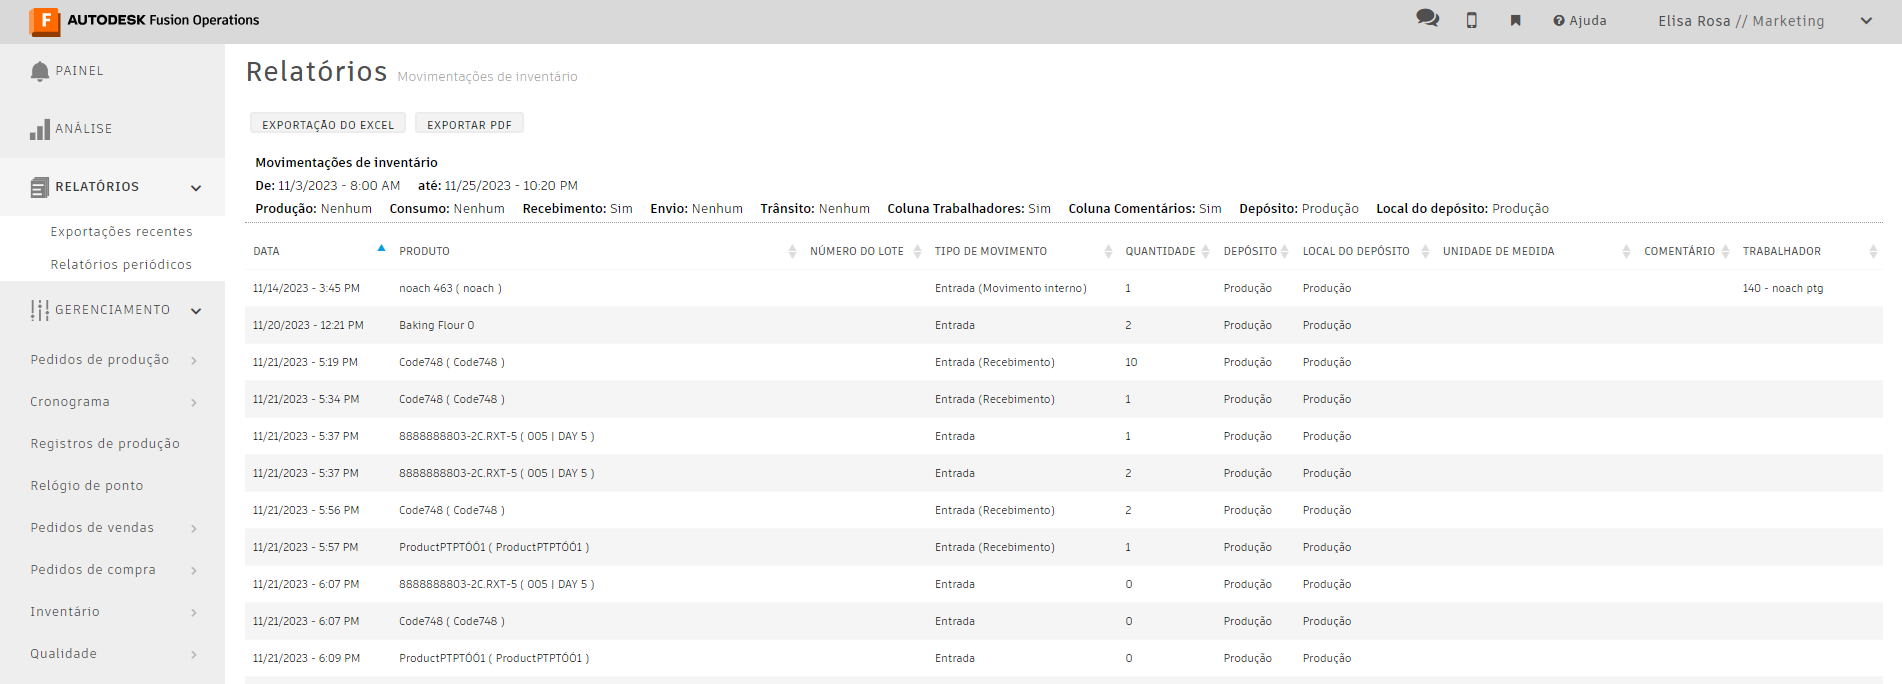 F AUTODESK Fusion Operations
Ajuda
Elisa Rosa // Marketing
PAINEL
ANÁLISE
RELATÓRIOS
Exportações recentes
Relatórios periódicos
GERENCIAMENTO
Pedidos de produção
Cronograma
Registros de produção
Relógio de ponto
Pedidos de vendas
Pedidos de compra
Inventário
Qualidade
Relatórios Movimentações de inventário
EXPORTAÇÃO DO EXCEL EXPORTAR PDF
Movimentações de inventário
De: 11/3/2023 - 8:00 AM até: 11/25/2023 - 10:20 PM
Produção: Nenhum Consumo: Nenhum Recebimento: Sim Envio: Nenhum Trânsito: Nenhum Coluna Trabalhadores: Sim Coluna Comentários: Sim Depósito: Produção Local do depósito: Produção
DATA PRODUTO NÚMERO DO LOTE TIPO DE MOVIMENTO QUANTIDADE DEPÓSITO LOCAL DO DEPÓSITO UNIDADE DE MEDIDA COMENTÁRIO TRABALHADOR
11/14/2023 - 3:45 PM noach 463 ( noach ) Entrada (Movimento interno) 1 Produção Produção 140 - noach ptg
11/20/2023 - 12:21 PM Baking Flour 0 Entrada 2 Produção Produção
11/21/2023 - 5:19 PM Code748 ( Code748 ) Entrada (Recebimento) 10 Produção Produção
11/21/2023 - 5:34 PM Code748 ( Code748 ) Entrada (Recebimento) 1 Produção Produção
11/21/2023 - 5:37 PM 8888888803-2C.RXT-5 ( 005 | DAY 5 ) Entrada 1 Produção Produção
11/21/2023 - 5:37 PM 8888888803-2C.RXT-5 ( 005 | DAY 5 ) Entrada 2 Produção Produção
11/21/2023 - 5:56 PM Code748 ( Code748 ) Entrada (Recebimento) 2 Produção Produção
11/21/2023 - 5:57 PM ProductPTPTÓÓ1 ( ProductPTPTÓÓ1 ) Entrada (Recebimento) 1 Produção Produção
11/21/2023 - 6:07 PM 8888888803-2C.RXT-5 ( 005 | DAY 5 ) Entrada 0 Produção Produção
11/21/2023 - 6:07 PM Code748 ( Code748 ) Entrada 0 Produção Produção
11/21/2023 - 6:09 PM ProductPTPTÓÓ1 ( ProductPTPTÓÓ1 ) Entrada 0 Produção Produção